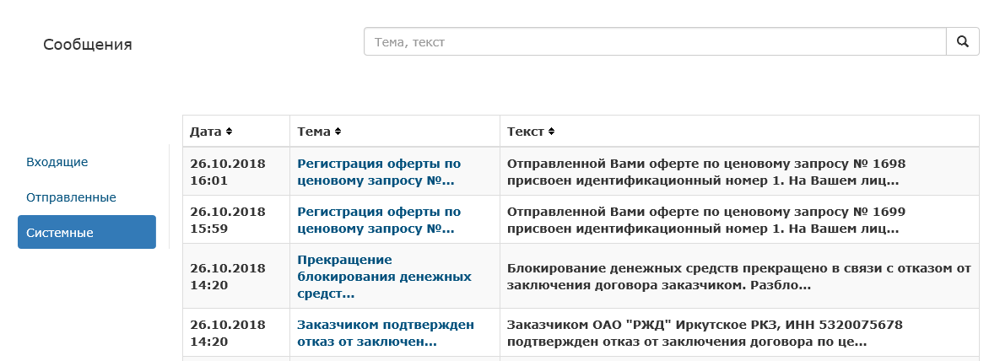 Сообщения
Тема, текст
Входящие
Отправленные
Системные
Дата Тема Текст
26.10.2018
16:01
Регистрация оферты по
ценовому запросу №...
Отправленной Вами оферте по ценовому запросу № 1698
присвоен идентификационный номер 1. На Вашем лиц...
26.10.2018
15:59
Регистрация оферты по
ценовому запросу №...
Отправленной Вами оферте по ценовому запросу № 1699
присвоен идентификационный номер 1. На Вашем лиц...
26.10.2018
14:20
Прекращение
блокирования денежных
средст...
Блокирование денежных средств прекращено в связи с отказом от
заключения договора заказчиком. Разбло...
26.10.2018
14:20
Заказчиком подтвержден
отказ от заключен...
Заказчиком ОАО "РЖД" Иркутское РКЗ, ИНН 5320075678
подтвержден отказ от заключения договора по це...